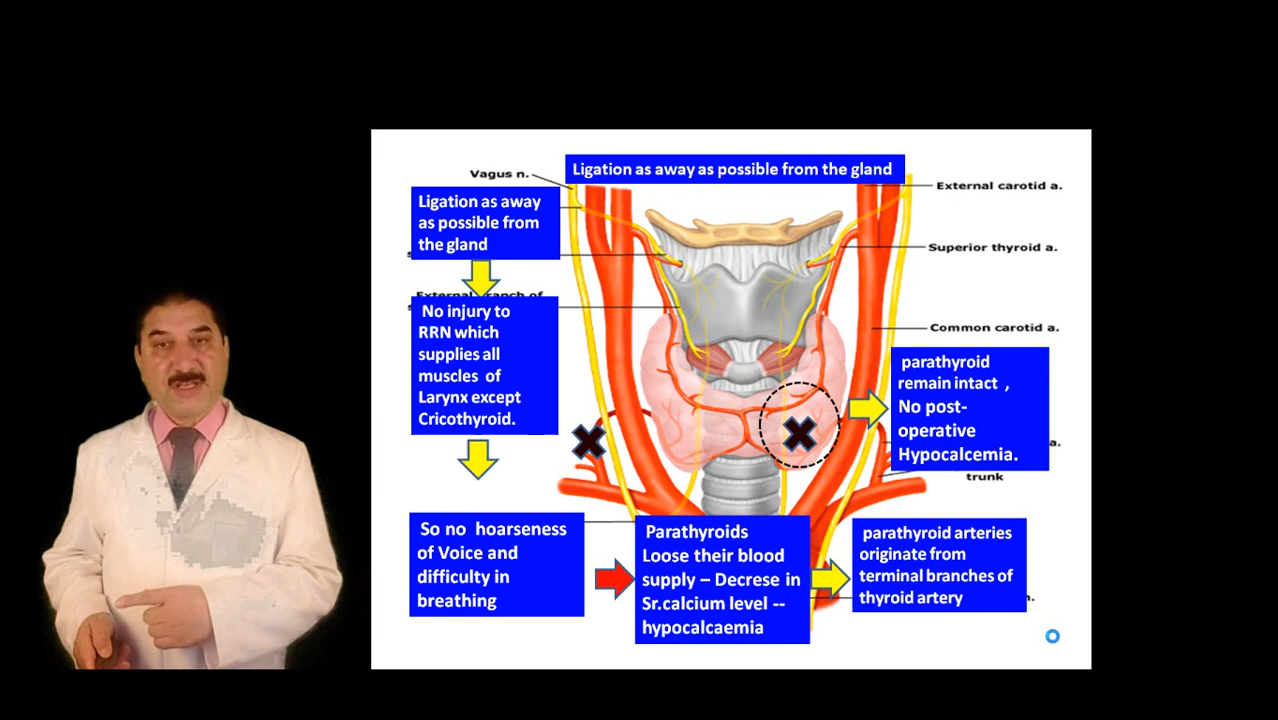 Ligation as away as possible from the gland
Vagus n.
External carotid a.
Ligation as away
as possible from
the gland
Superior thyroid a.
No injury to
RRN which
supplies all
muscles of
Larynx except
Cricothyroid.
Common carotid a.
parathyroid
remain intact ,
No post-
operative
Hypocalcemia.
a.
trunk
So no hoarseness
of Voice and
difficulty in
breathing
Parathyroids
Loose their blood
supply – Decrese in
Sr.calcium level --
hypocalcaemia
parathyroid arteries
originate from
terminal branches of
thyroid artery
n.